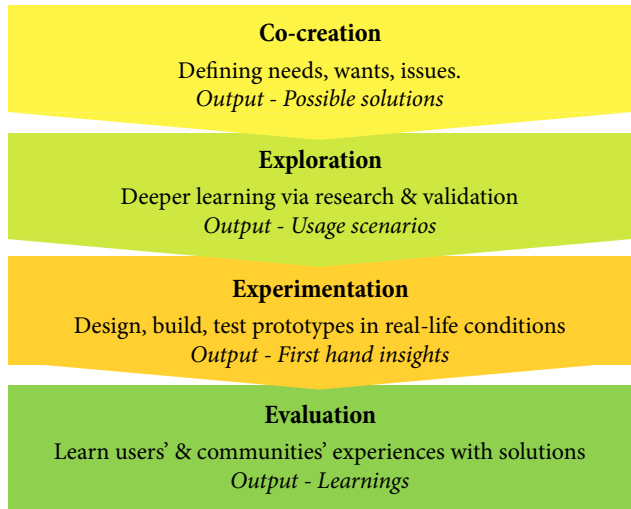 Co-creation
Defining needs, wants, issues.
Output - Possible solutions
Exploration
Deeper learning via research & validation
Output - Usage scenarios
Experimentation
Design, build, test prototypes in real-life conditions
Output - First hand insights
Evaluation
Learn users’ & communities’ experiences with solutions
Output - Learnings